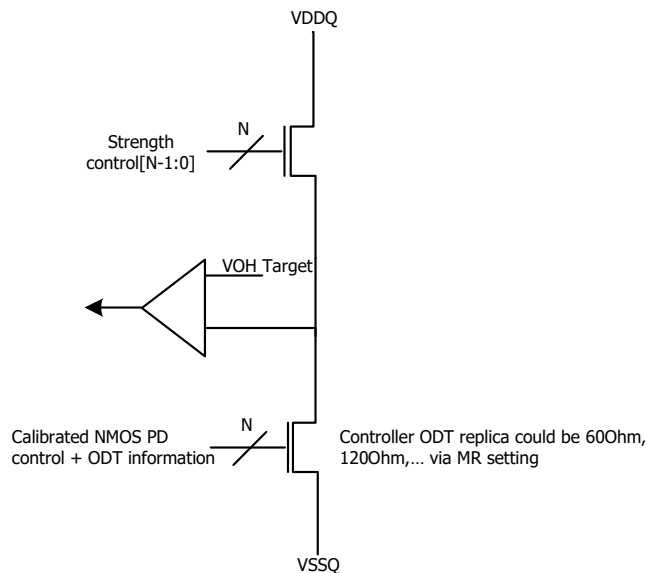 VDDQ
N
Strength
control[N-1:0]
VOH Target
N
Calibrated NMOS PD
control + ODT information
Controller ODT replica could be 60Ohm,
120Ohm,... via MR setting
VSSQ